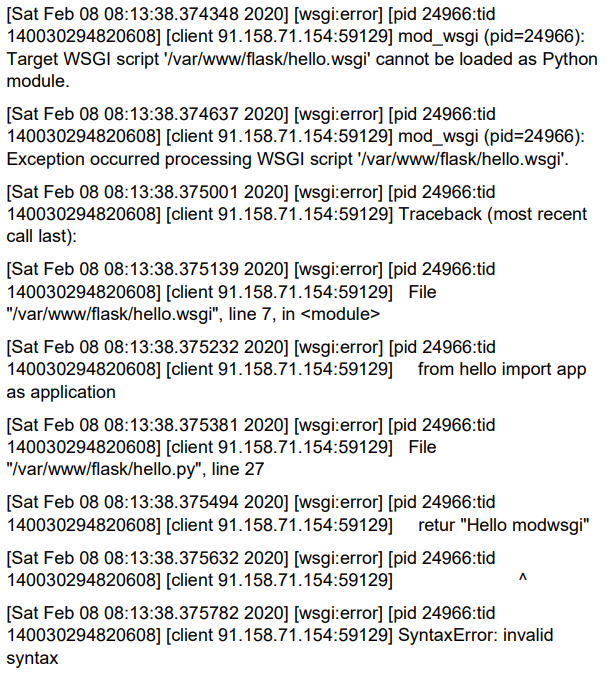 [Sat Feb 08 08:13:38.374348 2020] [wsgi:error] [pid 24966:tid
140030294820608] [client 91.158.71.154:59129] mod_wsgi (pid=24966):
Target WSGI script '/var/www/flask/hello.wsgi' cannot be loaded as Python
module.
[Sat Feb 08 08:13:38.374637 2020] [wsgi:error] [pid 24966:tid
140030294820608] [client 91.158.71.154:59129] mod_wsgi (pid=24966):
Exception occurred processing WSGI script '/var/www/flask/hello.wsgi'.
[Sat Feb 08 08:13:38.375001 2020] [wsgi:error] [pid 24966:tid
140030294820608] [client 91.158.71.154:59129] Traceback (most recent
call last):
[Sat Feb 08 08:13:38.375139 2020] [wsgi:error] [pid 24966:tid
140030294820608] [client 91.158.71.154:59129]   File
"/var/www/flask/hello.wsgi", line 7, in <module>
[Sat Feb 08 08:13:38.375232 2020] [wsgi:error] [pid 24966:tid
140030294820608] [client 91.158.71.154:59129]     from hello import app
as application
[Sat Feb 08 08:13:38.375381 2020] [wsgi:error] [pid 24966:tid
140030294820608] [client 91.158.71.154:59129]   File
"/var/www/flask/hello.py", line 27
[Sat Feb 08 08:13:38.375494 2020] [wsgi:error] [pid 24966:tid
140030294820608] [client 91.158.71.154:59129]     retur "Hello modwsgi"
[Sat Feb 08 08:13:38.375632 2020] [wsgi:error] [pid 24966:tid
140030294820608] [client 91.158.71.154:59129]                         ^
[Sat Feb 08 08:13:38.375782 2020] [wsgi:error] [pid 24966:tid
140030294820608] [client 91.158.71.154:59129] SyntaxError: invalid
syntax